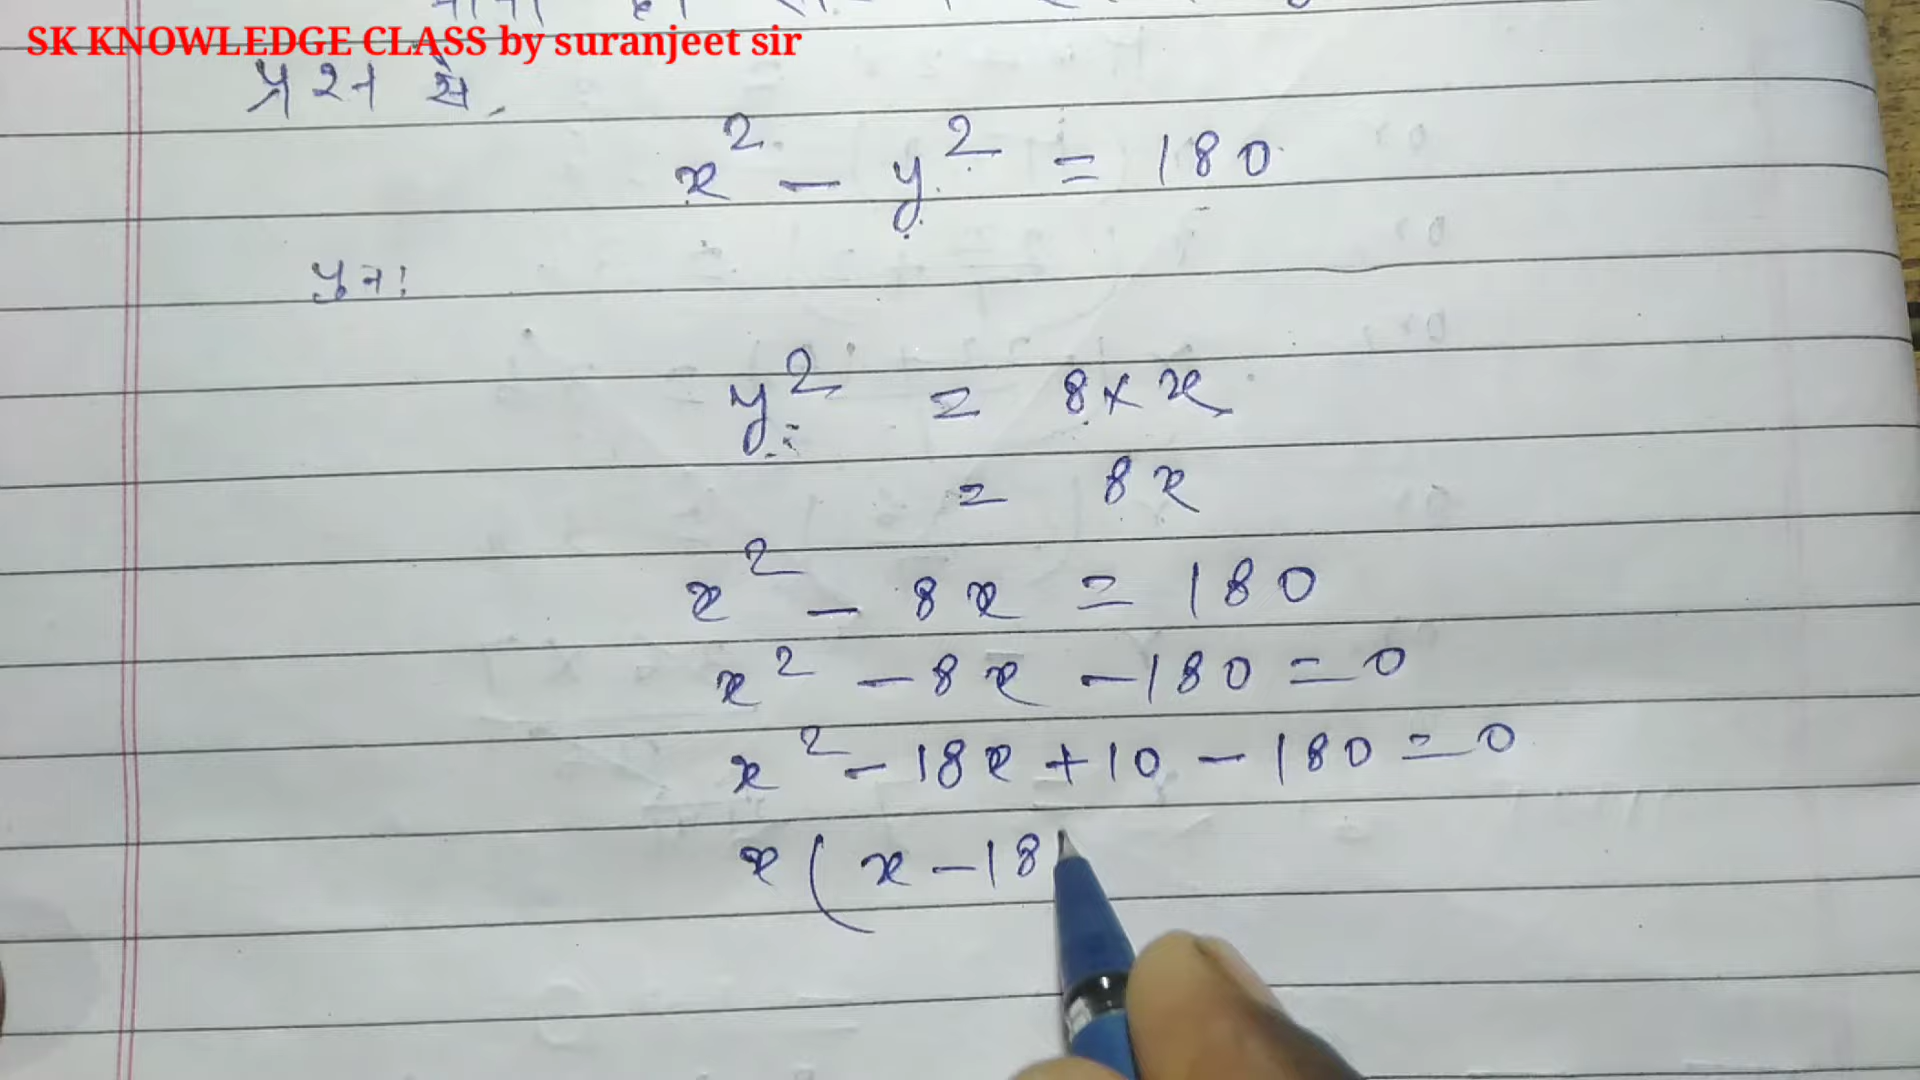 SK KNOWLEDGE CLASS by suranjeet sir
प्रश्न से,
x² - y² = 180
पुनः
y² = 8 × x
= 8x
x² - 8x = 180
x² - 8x - 180 = 0
x² - 18x + 10 - 180 = 0
x ( x - 18